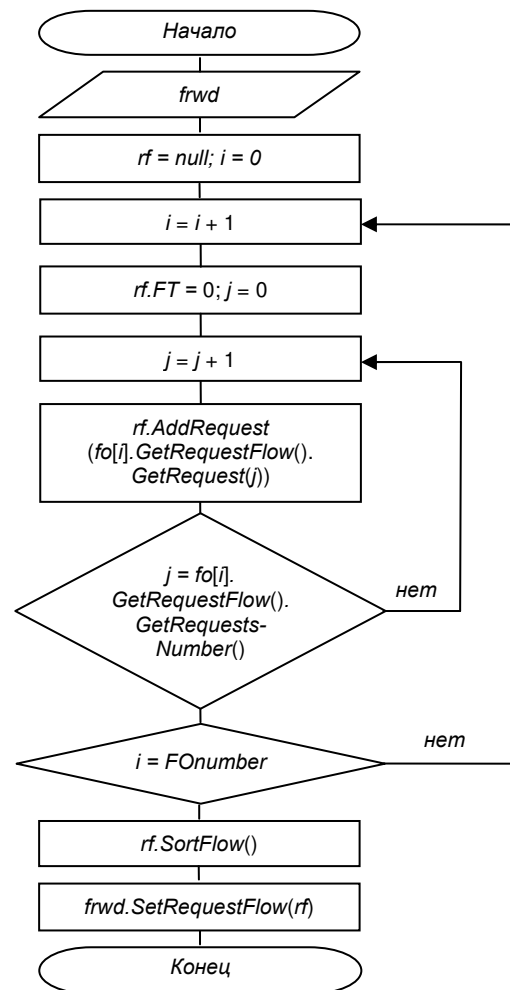 Начало
frwd
rf = null; i = 0
i = i + 1
rf.FT = 0; j = 0
j = j + 1
rf.AddRequest
(fo[i].GetRequestFlow().
GetRequest(j))
j = fo[i].
GetRequestFlow().
GetRequests-
Number()
нет
нет
i = FOnumber
rf.SortFlow()
frwd.SetRequestFlow(rf)
Конец